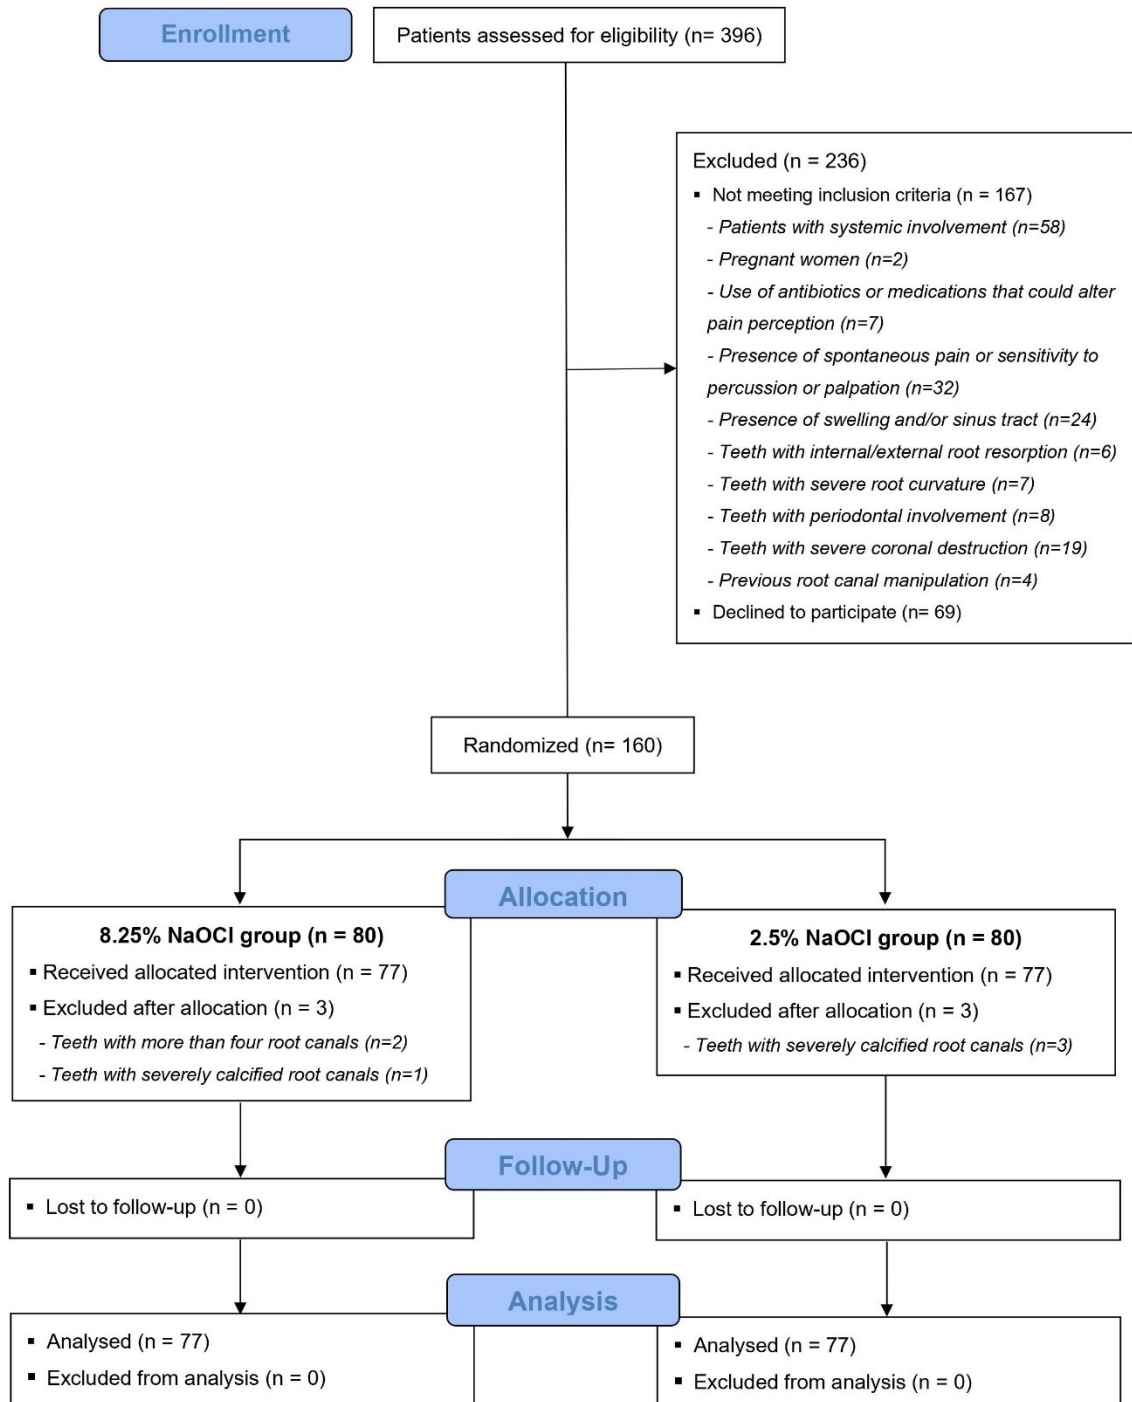 Enrollment
Patients assessed for eligibility (n= 396)
Excluded (n = 236)
▪ Not meeting inclusion criteria (n = 167)
- Patients with systemic involvement (n=58)
- Pregnant women (n=2)
- Use of antibiotics or medications that could alter
pain perception (n=7)
- Presence of spontaneous pain or sensitivity to
percussion or palpation (n=32)
- Presence of swelling and/or sinus tract (n=24)
- Teeth with internal/external root resorption (n=6)
- Teeth with severe root curvature (n=7)
- Teeth with periodontal involvement (n=8)
- Teeth with severe coronal destruction (n=19)
- Previous root canal manipulation (n=4)
▪ Declined to participate (n= 69)
Randomized (n= 160)
Allocation
8.25% NaOCl group (n = 80)
▪ Received allocated intervention (n = 77)
▪ Excluded after allocation (n = 3)
- Teeth with more than four root canals (n=2)
- Teeth with severely calcified root canals (n=1)
2.5% NaOCl group (n = 80)
▪ Received allocated intervention (n = 77)
▪ Excluded after allocation (n = 3)
- Teeth with severely calcified root canals (n=3)
Follow-Up
▪ Lost to follow-up (n = 0)
▪ Lost to follow-up (n = 0)
Analysis
▪ Analysed (n = 77)
▪ Excluded from analysis (n = 0)
▪ Analysed (n = 77)
▪ Excluded from analysis (n = 0)